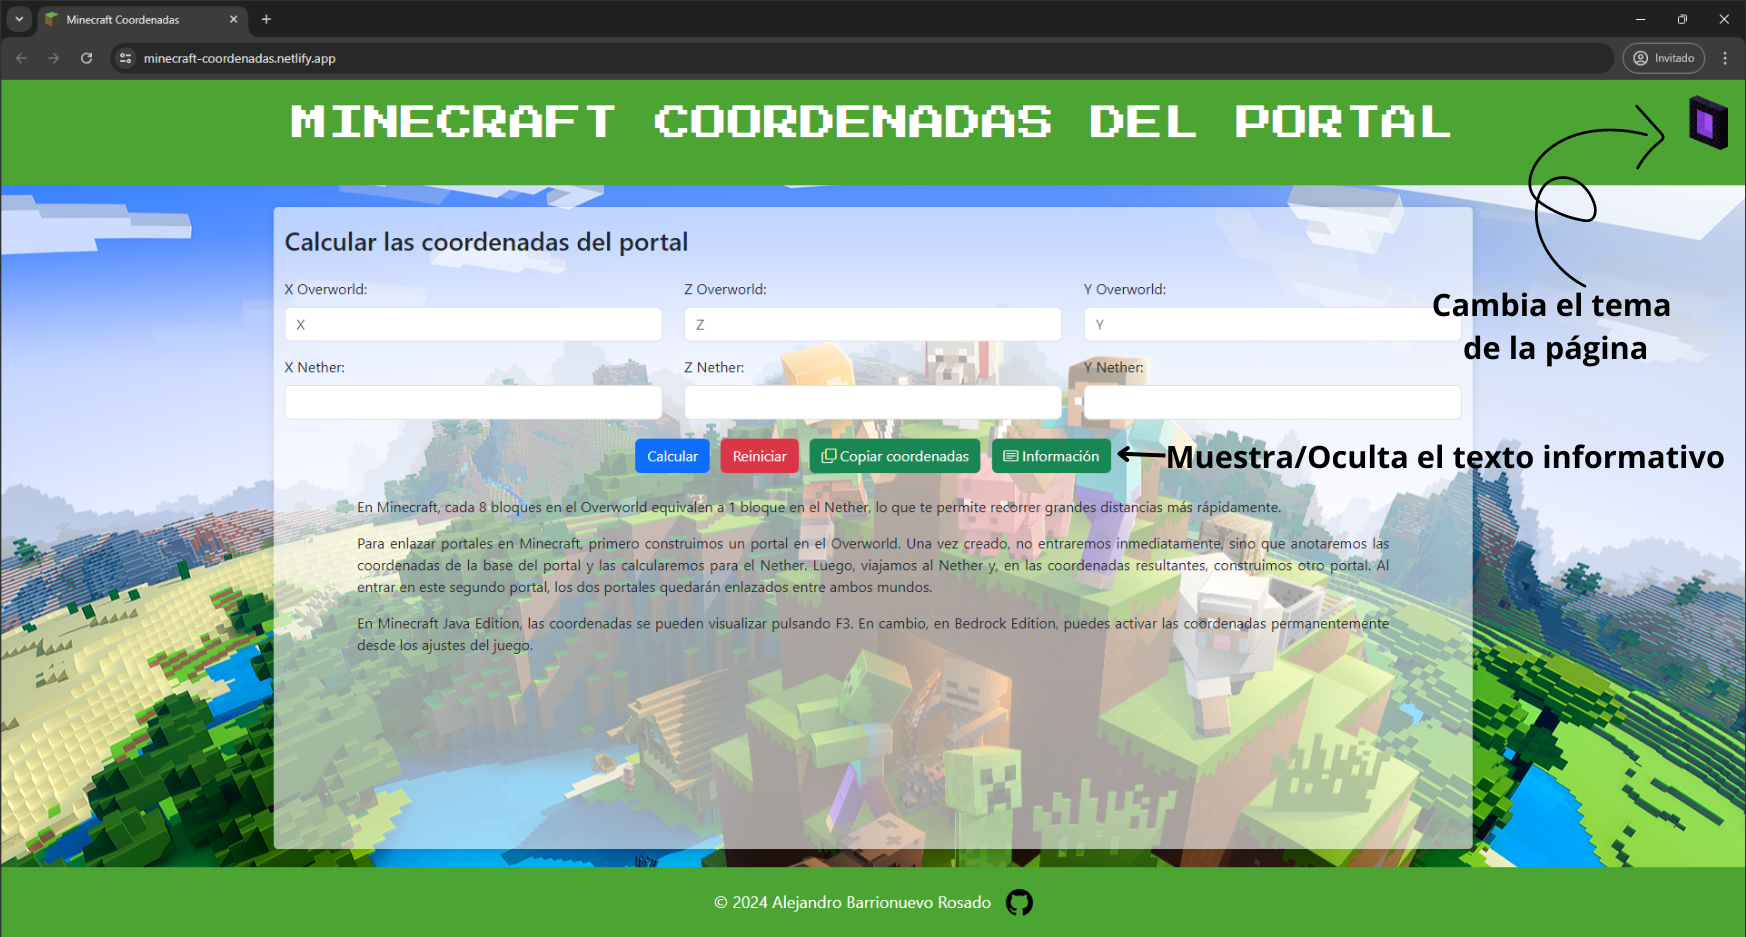 Minecraft Coordenadas
minecraft-coordenadas.netlify.app
Invitado
MINECRAFT COORDENADAS DEL PORTAL
Calcular las coordenadas del portal
X Overworld:
Z Overworld:
Y Overworld:
X
Z
Y
Cambia el tema
de la página
X Nether:
Z Nether:
Y Nether:
Calcular
Reiniciar
Copiar coordenadas
Información
Muestra/Oculta el texto informativo
En Minecraft, cada 8 bloques en el Overworld equivalen a 1 bloque en el Nether, lo que te permite recorrer grandes distancias más rápidamente.
Para enlazar portales en Minecraft, primero construimos un portal en el Overworld. Una vez creado, no entraremos inmediatamente, sino que anotaremos las
coordenadas de la base del portal y las calcularemos para el Nether. Luego, viajamos al Nether y, en las coordenadas resultantes, construimos otro portal. Al
entrar en este segundo portal, los dos portales quedarán enlazados entre ambos mundos.
En Minecraft Java Edition, las coordenadas se pueden visualizar pulsando F3. En cambio, en Bedrock Edition, puedes activar las coordenadas permanentemente
desde los ajustes del juego.
© 2024 Alejandro Barrionuevo Rosado